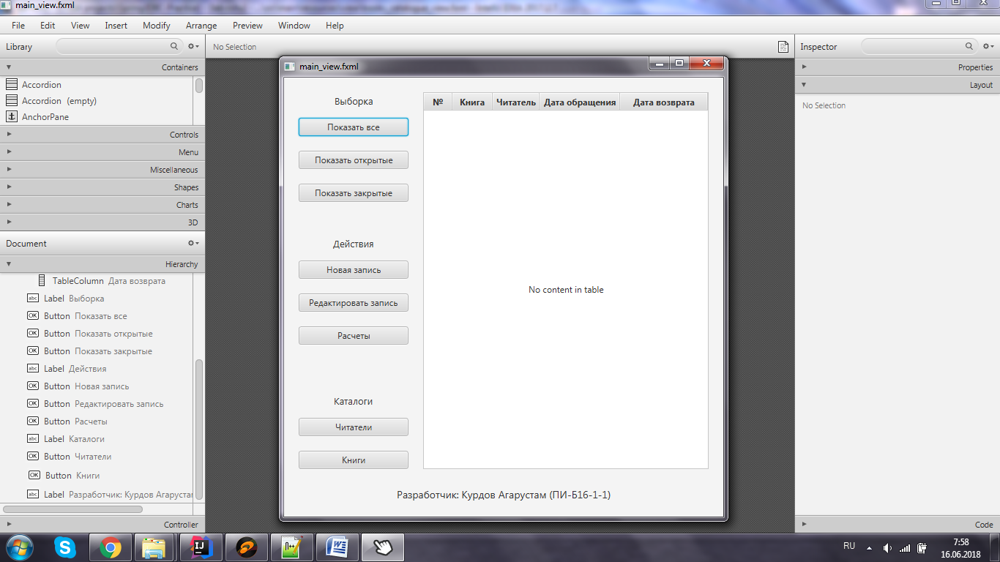 main_view.fxml
File Edit View Insert Modify Arrange Preview Window Help
Library
No Selection
Inspector
Containers
Accordion
Accordion (empty)
AnchorPane
Controls
Menu
Miscellaneous
Shapes
Charts
3D
Document
Hierarchy
TableColumn Дата возврата
Label Выборка
Button Показать все
Button Показать открытые
Button Показать закрытые
Label Действия
Button Новая запись
Button Редактировать запись
Button Расчеты
Label Каталоги
Button Читатели
Button Книги
Label Разработчик: Курдов Агаруста
Controller
main_view.fxml
Выборка
Показать все
Показать открытые
Показать закрытые
Действия
Новая запись
Редактировать запись
Расчеты
Каталоги
Читатели
Книги
№ Книга Читатель Дата обращения Дата возврата
No content in table
Разработчик: Курдов Агарустам (ПИ-Б16-1-1)
Properties
Layout
No Selection
Code
RU
7:58
16.06.2018